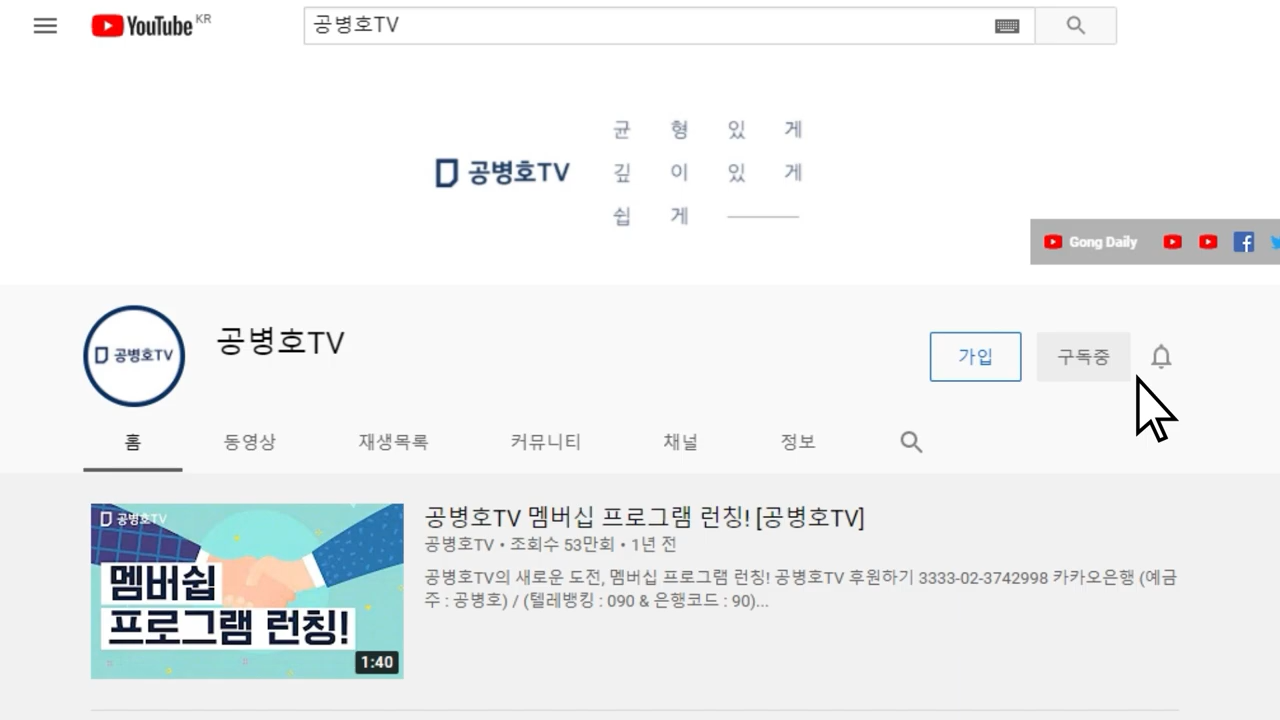 YouTube KR
공병호TV
균 형 있 게
공병호TV
깊 이 있 게
쉽 게
Gong Daily
공병호TV
공병호TV
가입
구독중
홈
동영상
재생목록
커뮤니티
채널
정보
공병호TV
멤버쉽
프로그램 런칭!
1:40
공병호TV 멤버십 프로그램 런칭! [공병호TV]
공병호TV • 조회수 53만회 • 1년 전
공병호TV의 새로운 도전, 멤버십 프로그램 런칭! 공병호TV 후원하기 3333-02-3742998 카카오은행 (예금
주 : 공병호) / (텔레뱅킹 : 090 & 은행코드 : 90)...